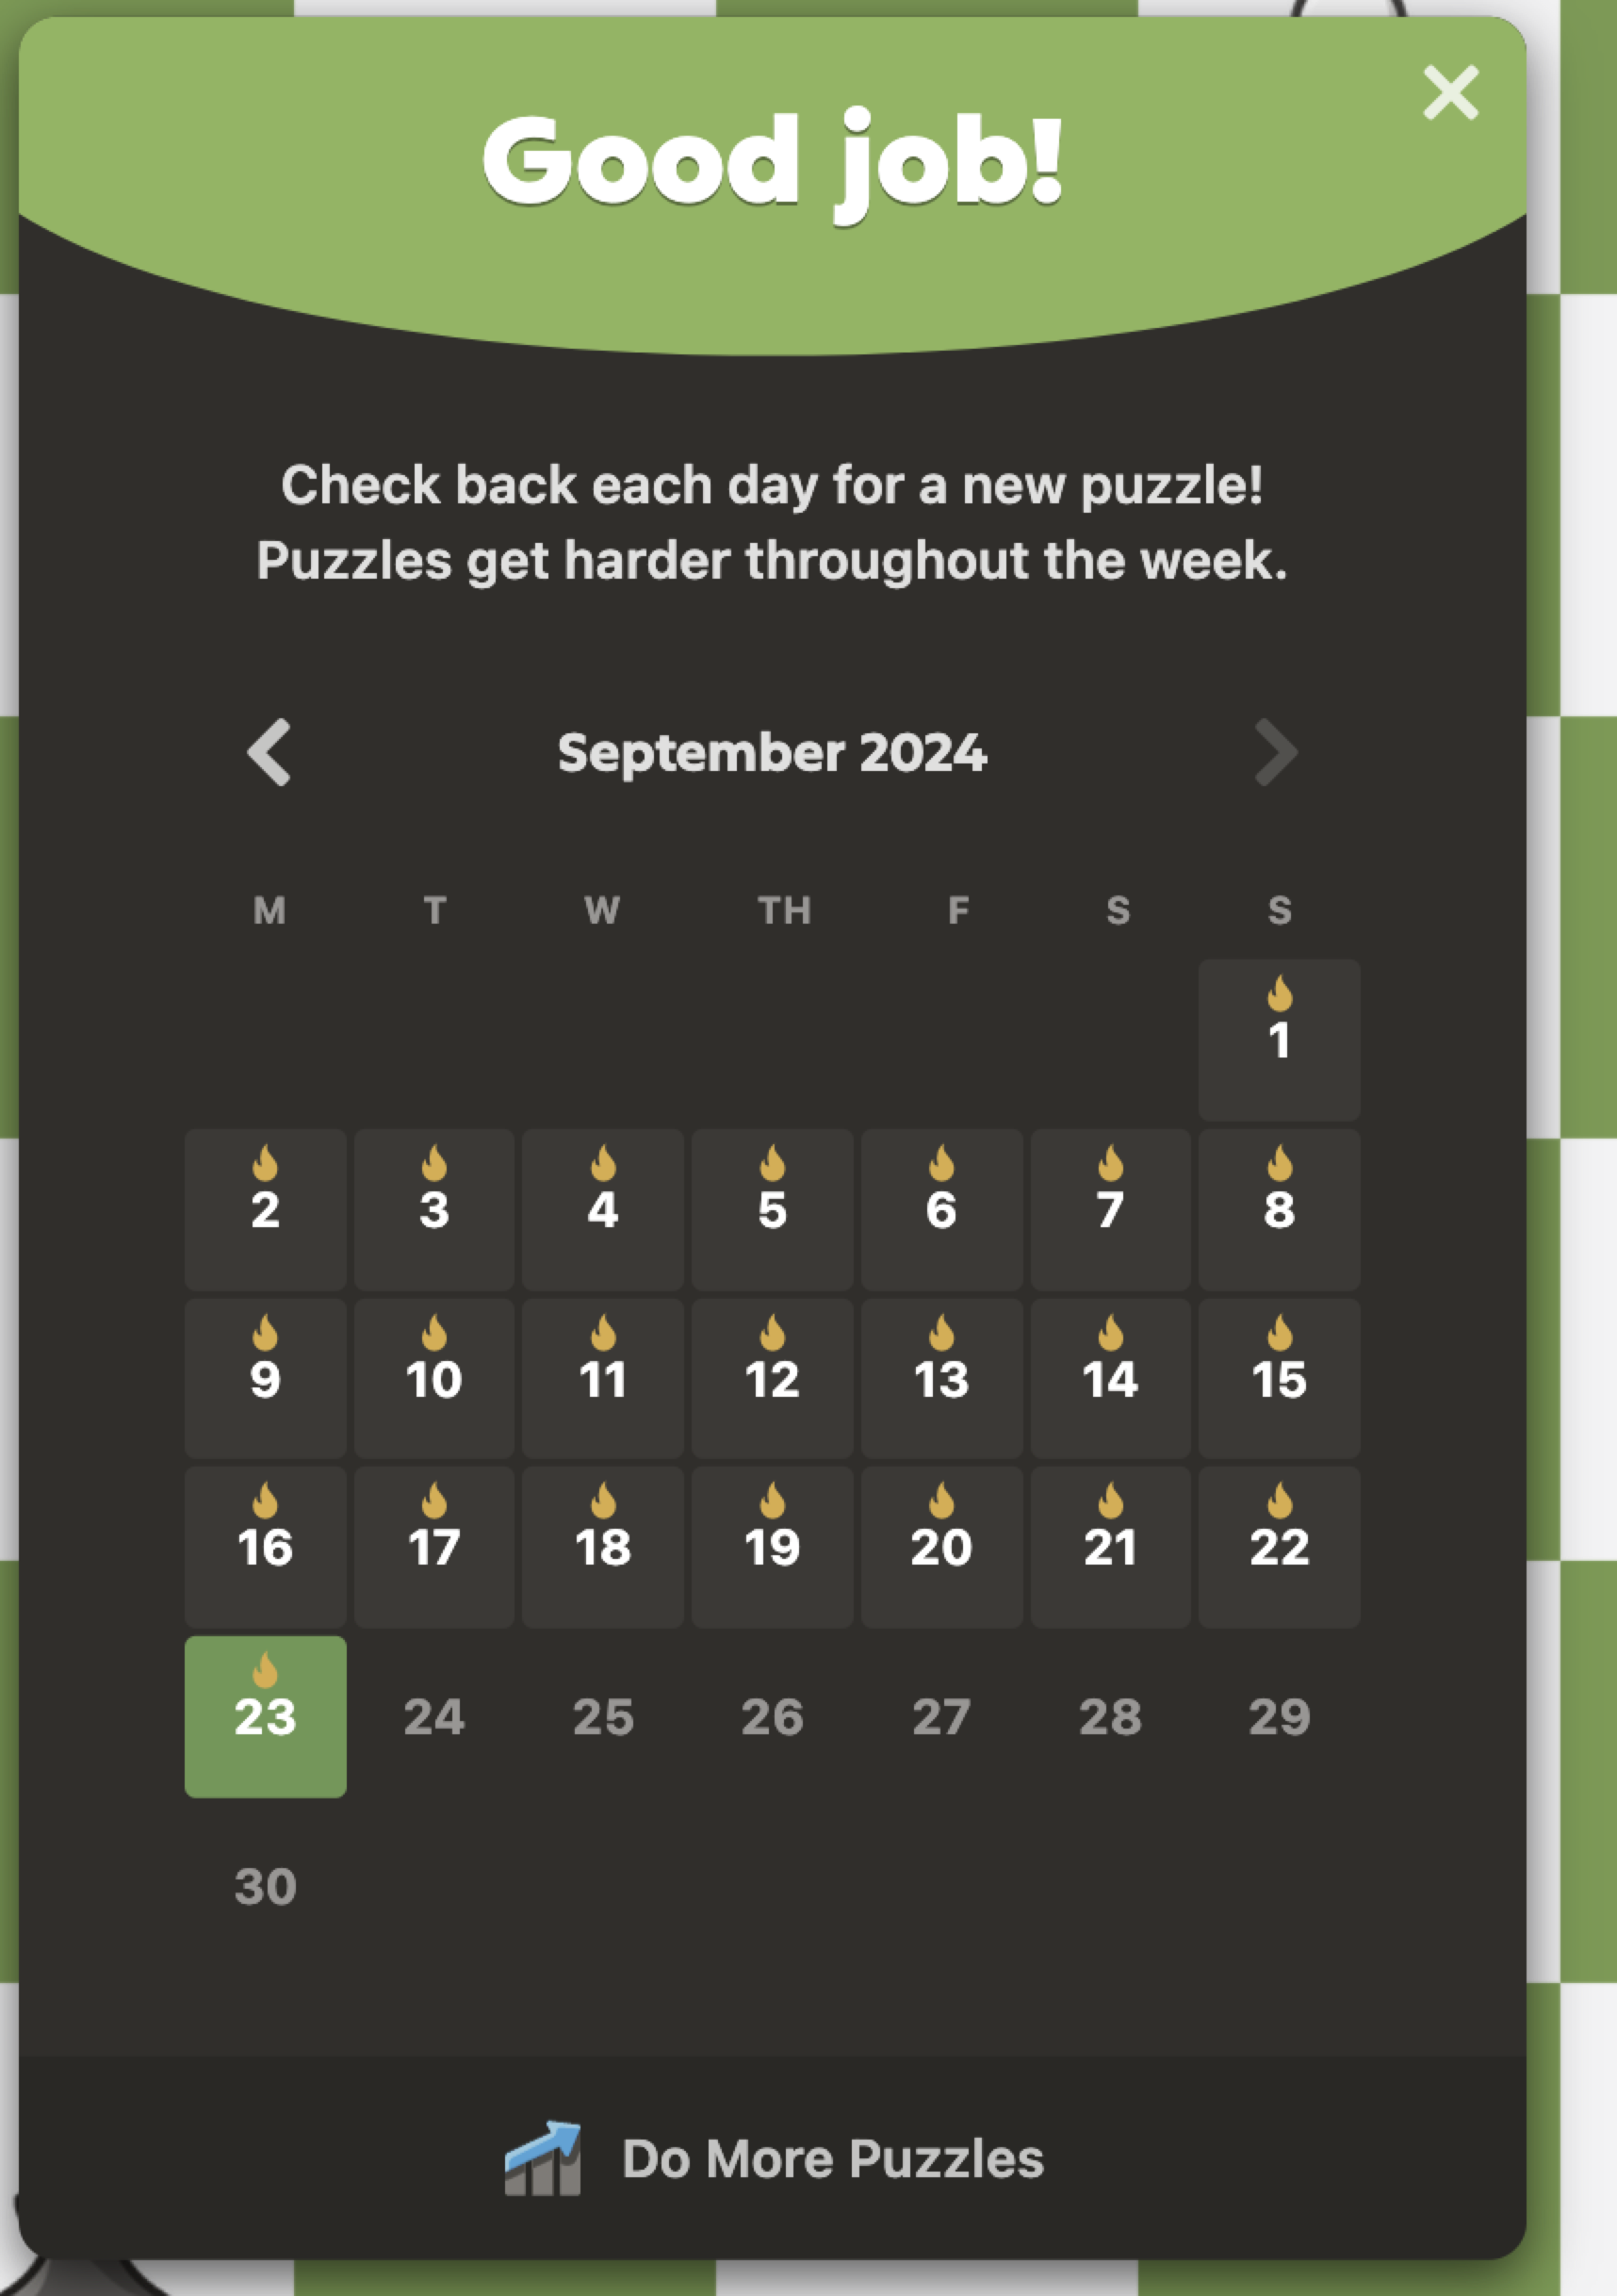 Good job!
Check back each day for a new puzzle!
Puzzles get harder throughout the week.
September 2024
M T W TH F S S
1
2 3 4 5 6 7 8
9 10 11 12 13 14 15
16 17 18 19 20 21 22
23 24 25 26 27 28 29
30
Do More Puzzles